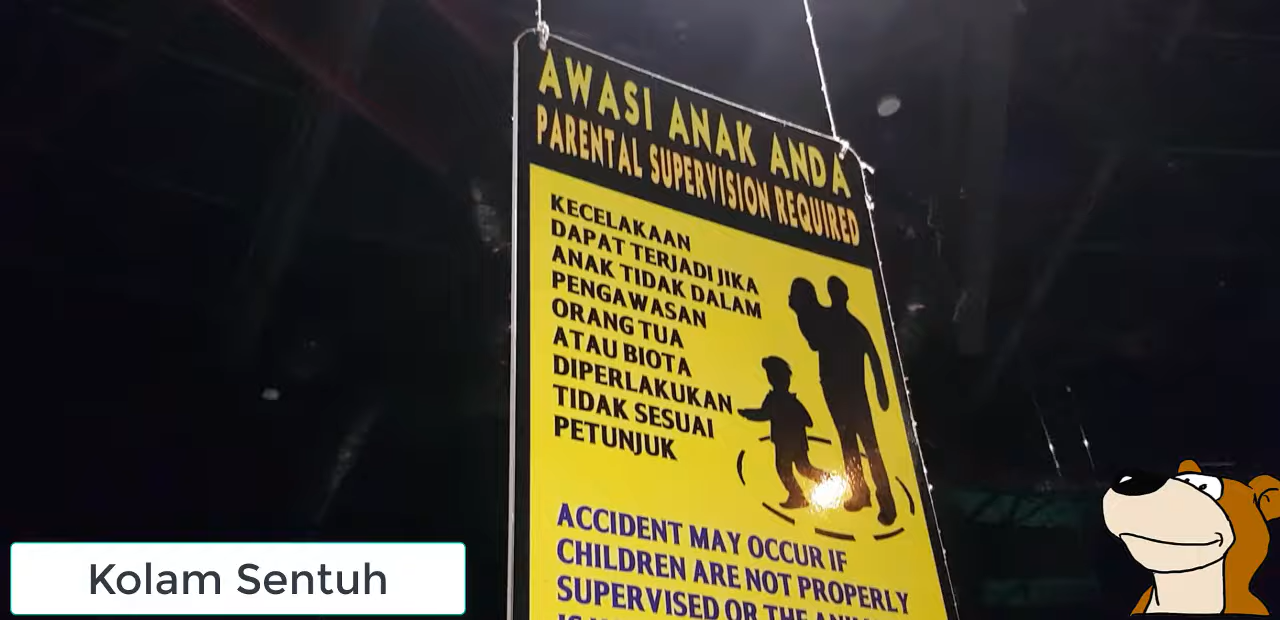 AWASI ANAK ANDA
PARENTAL SUPERVISION REQUIRED
KECELAKAAN
DAPAT TERJADI JIKA
ANAK TIDAK DALAM
PENGAWASAN
ORANG TUA
ATAU BIOTA
DIPERLAKUKAN
TIDAK SESUAI
PETUNJUK
ACCIDENT MAY OCCUR IF
CHILDREN ARE NOT PROPERLY
SUPERVISED OR THE
Kolam Sentuh